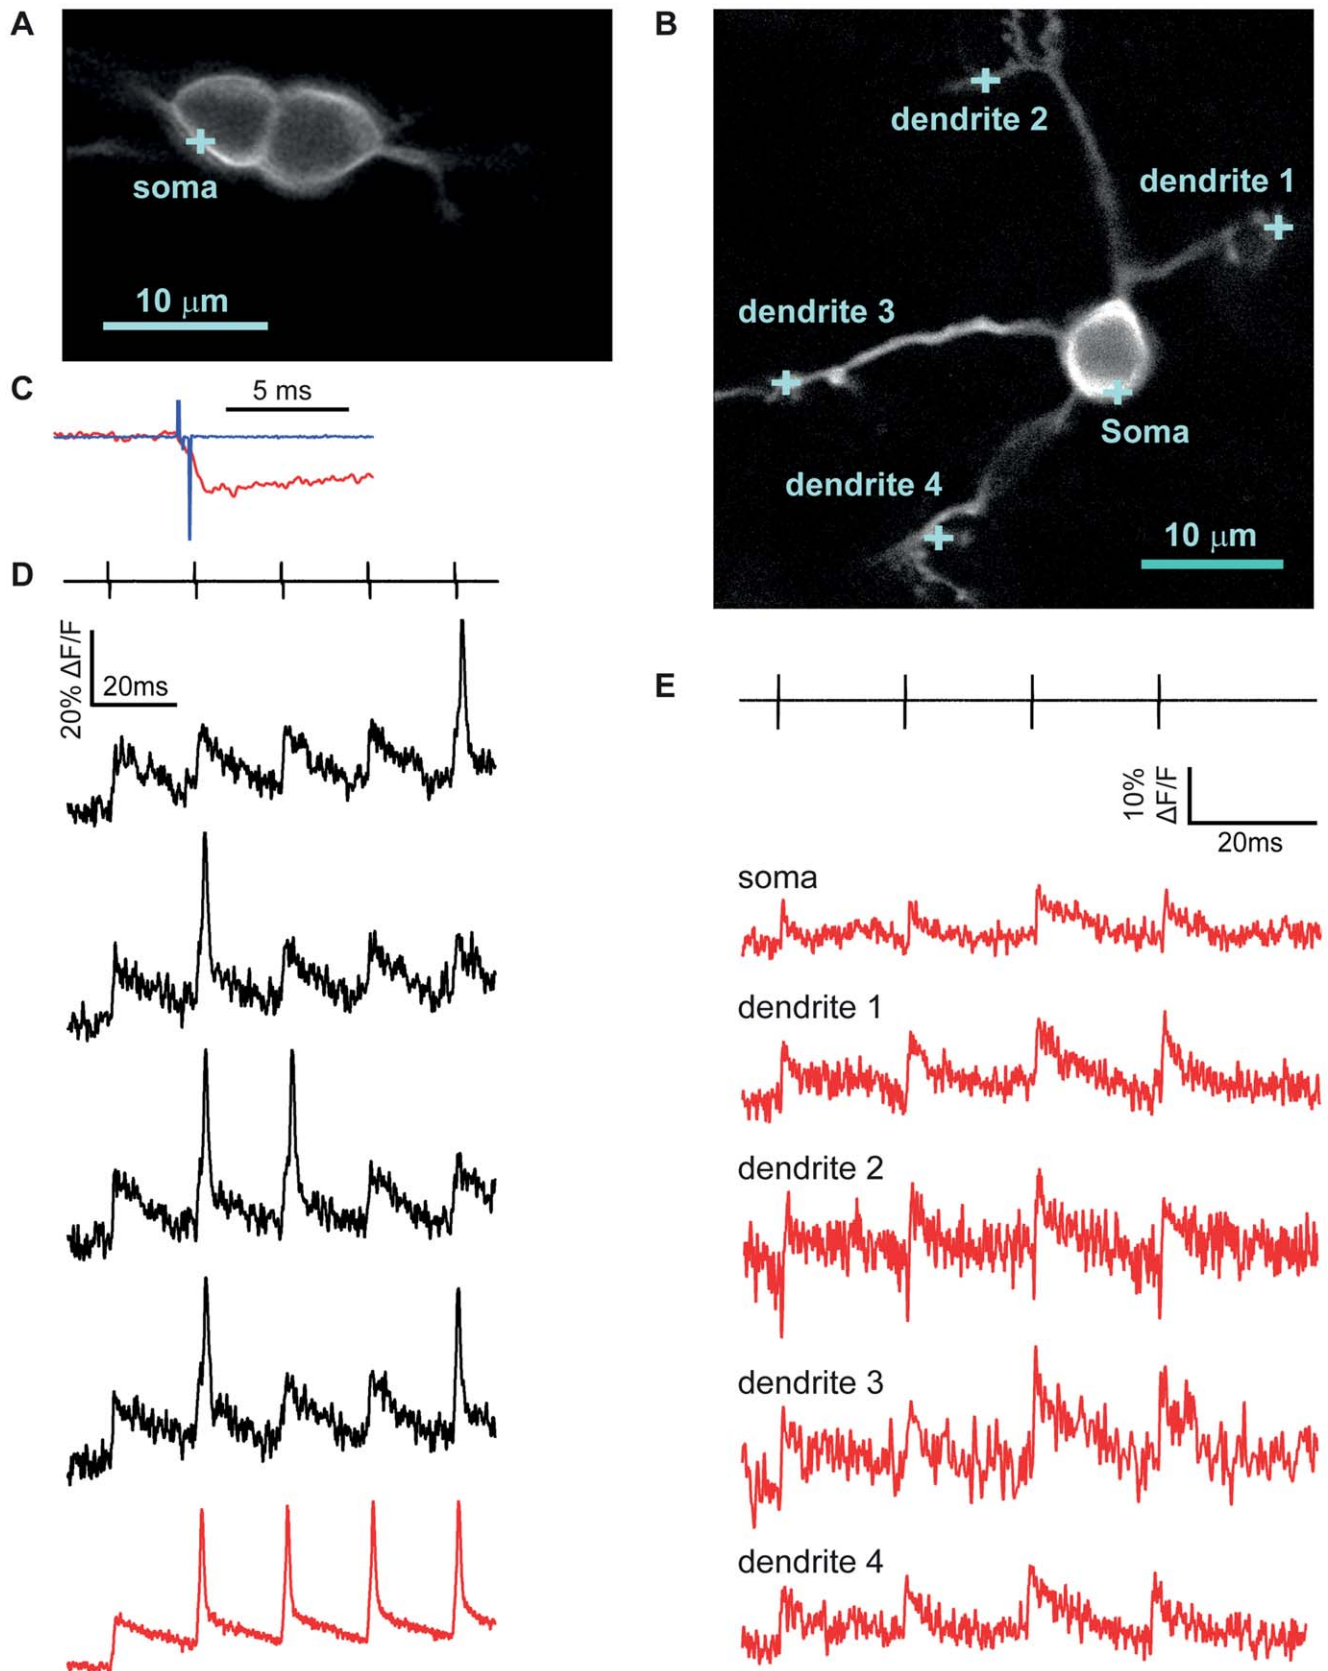 A
soma
10 μm
B
dendrite 2
dendrite 1
dendrite 3
Soma
dendrite 4
10 μm
C
5 ms
D
20% ΔF/F
20ms
E
10%
ΔF/F
20ms
soma
dendrite 1
dendrite 2
dendrite 3
dendrite 4